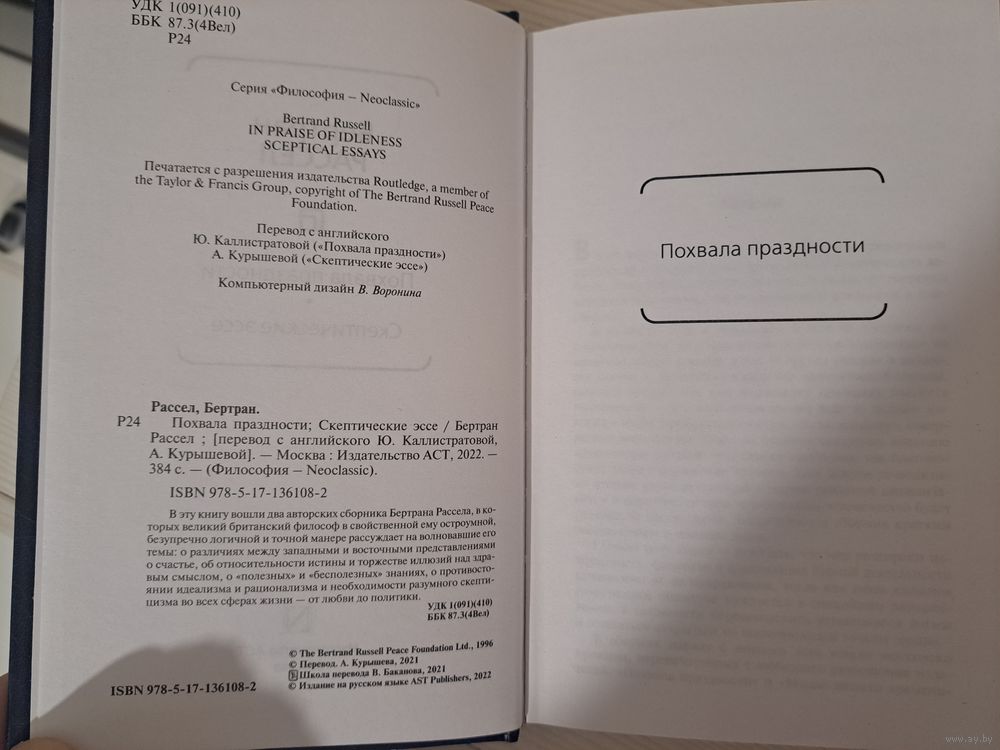 УДК 1(091)(410)
ББК 87.3(4Вел)
Р24
Серия «Философия – Neoclassic»
Bertrand Russell
IN PRAISE OF IDLENESS
SCEPTICAL ESSAYS
Печатается с разрешения издательства Routledge, a member of
the Taylor & Francis Group, copyright of The Bertrand Russell Peace
Foundation.
Перевод с английского
Ю. Каллистратовой («Похвала праздности»)
А. Курышевой («Скептические эссе»)
Компьютерный дизайн В. Воронина
Рассел, Бертран.
Р24 Похвала праздности; Скептические эссе / Бертран
Рассел ; [перевод с английского Ю. Каллистратовой,
А. Курышевой]. — Москва : Издательство АСТ, 2022. —
384 с. — (Философия – Neoclassic).
ISBN 978-5-17-136108-2
В эту книгу вошли два авторских сборника Бертрана Рассела, в ко-
торых великий британский философ в свойственной ему остроумной,
безупречно логичной и точной манере рассуждает на волновавшие его
темы: о различиях между западными и восточными представлениями
о счастье, об относительности истины и торжестве иллюзий над здра-
вым смыслом, о «полезных» и «бесполезных» знаниях, о противосто-
янии идеализма и рационализма и необходимости разумного скепти-
цизма во всех сферах жизни — от любви до политики.
УДК 1(091)(410)
ББК 87.3(4Вел)
© The Bertrand Russell Peace Foundation Ltd., 1996
© Перевод. А. Курышева, 2021
Школа перевода В. Баканова, 2021
© Издание на русском языке AST Publishers, 2022
ISBN 978-5-17-136108-2
Похвала праздности
www.ay.by